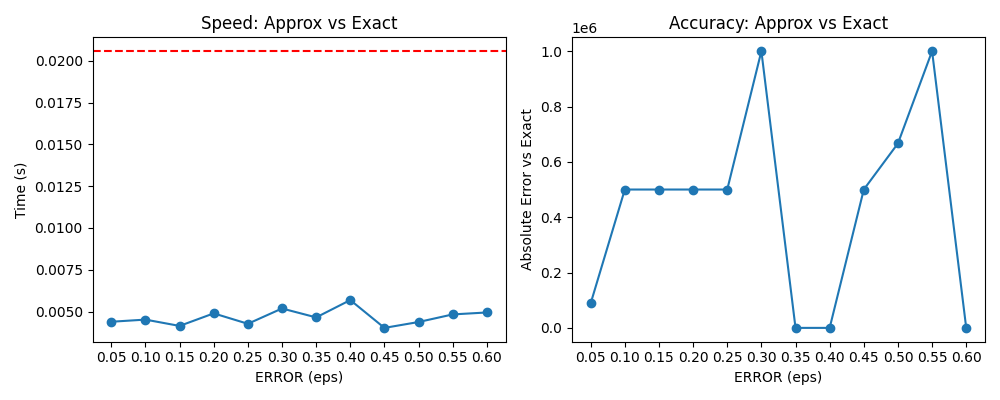 Speed: Approx vs Exact
Time (s)
0.0200
0.0175
0.0150
0.0125
0.0100
0.0075
0.0050
0.05 0.10 0.15 0.20 0.25 0.30 0.35 0.40 0.45 0.50 0.55 0.60
ERROR (eps)
Accuracy: Approx vs Exact
1e6
Absolute Error vs Exact
1.0
0.8
0.6
0.4
0.2
0.0
0.05 0.10 0.15 0.20 0.25 0.30 0.35 0.40 0.45 0.50 0.55 0.60
ERROR (eps)